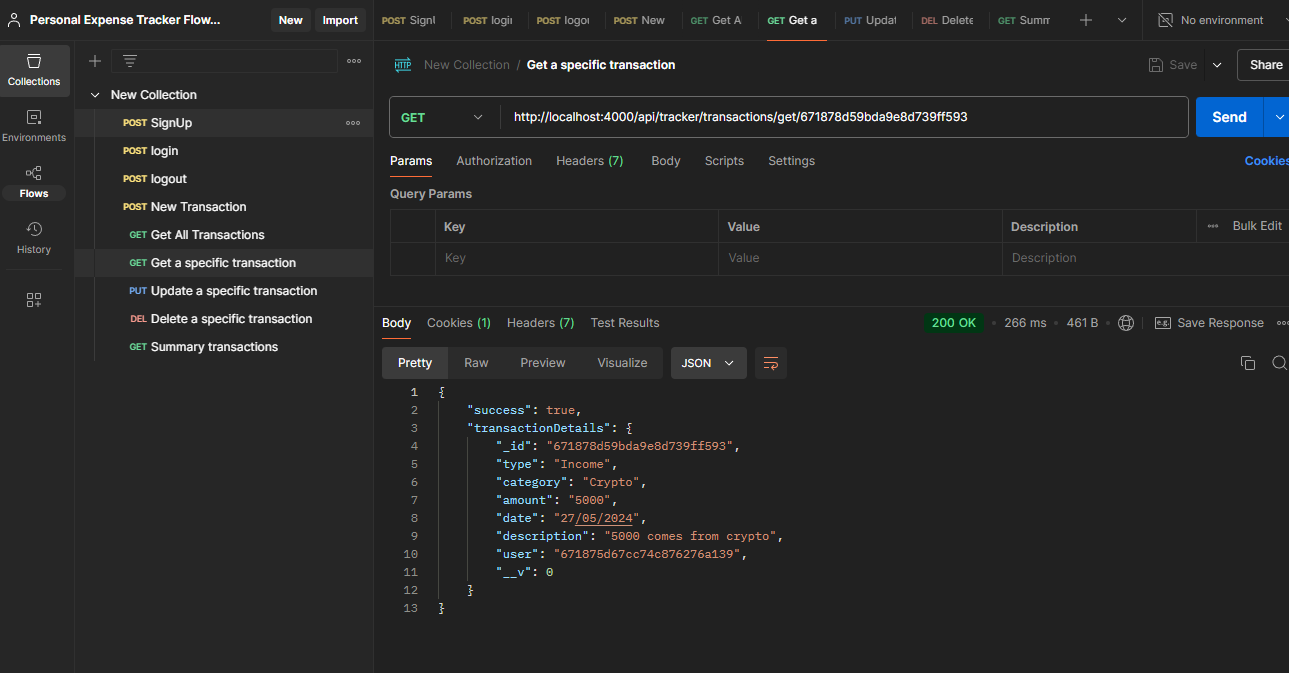 Personal Expense Tracker Flow... New Import
POST SignU POST logi POST logou POST New GET Get A GET Get a PUT Updat DEL Delete GET Summ No environment
Collections
Environments
Flows
History
New Collection
POST SignUp
POST login
POST logout
POST New Transaction
GET Get All Transactions
GET Get a specific transaction
PUT Update a specific transaction
DEL Delete a specific transaction
GET Summary transactions
HTTP New Collection / Get a specific transaction Save Share
GET http://localhost:4000/api/tracker/transactions/get/671878d59bda9e8d739ff593 Send
Params Authorization Headers (7) Body Scripts Settings Cookies
Query Params
Key Value Description Bulk Edit
Key Value Description
Body Cookies (1) Headers (7) Test Results 200 OK 266 ms 461 B e.g. Save Response
Pretty Raw Preview Visualize JSON
1 {
2 "success": true,
3 "transactionDetails": {
4 "_id": "671878d59bda9e8d739ff593",
5 "type": "Income",
6 "category": "Crypto",
7 "amount": "5000",
8 "date": "27/05/2024",
9 "description": "5000 comes from crypto",
10 "user": "671875d67cc74c876276a139",
11 "__v": 0
12 }
13 }